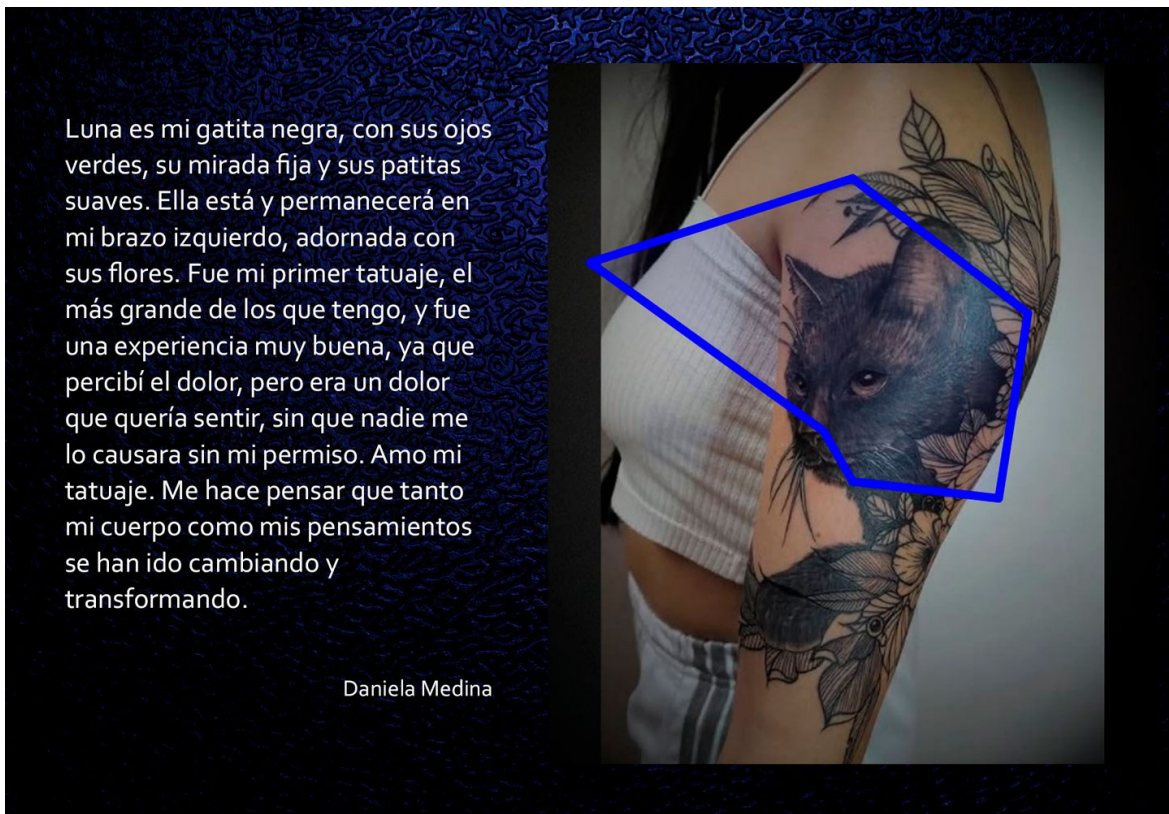 Luna es mi gatita negra, con sus ojos
verdes, su mirada fija y sus patitas
suaves. Ella está y permanecerá en
mi brazo izquierdo, adornada con
sus flores. Fue mi primer tatuaje, el
más grande de los que tengo, y fue
una experiencia muy buena, ya que
percibí el dolor, pero era un dolor
que quería sentir, sin que nadie me
lo causara sin mi permiso. Amo mi
tatuaje. Me hace pensar que tanto
mi cuerpo como mis pensamientos
se han ido cambiando y
transformando.
Daniela Medina